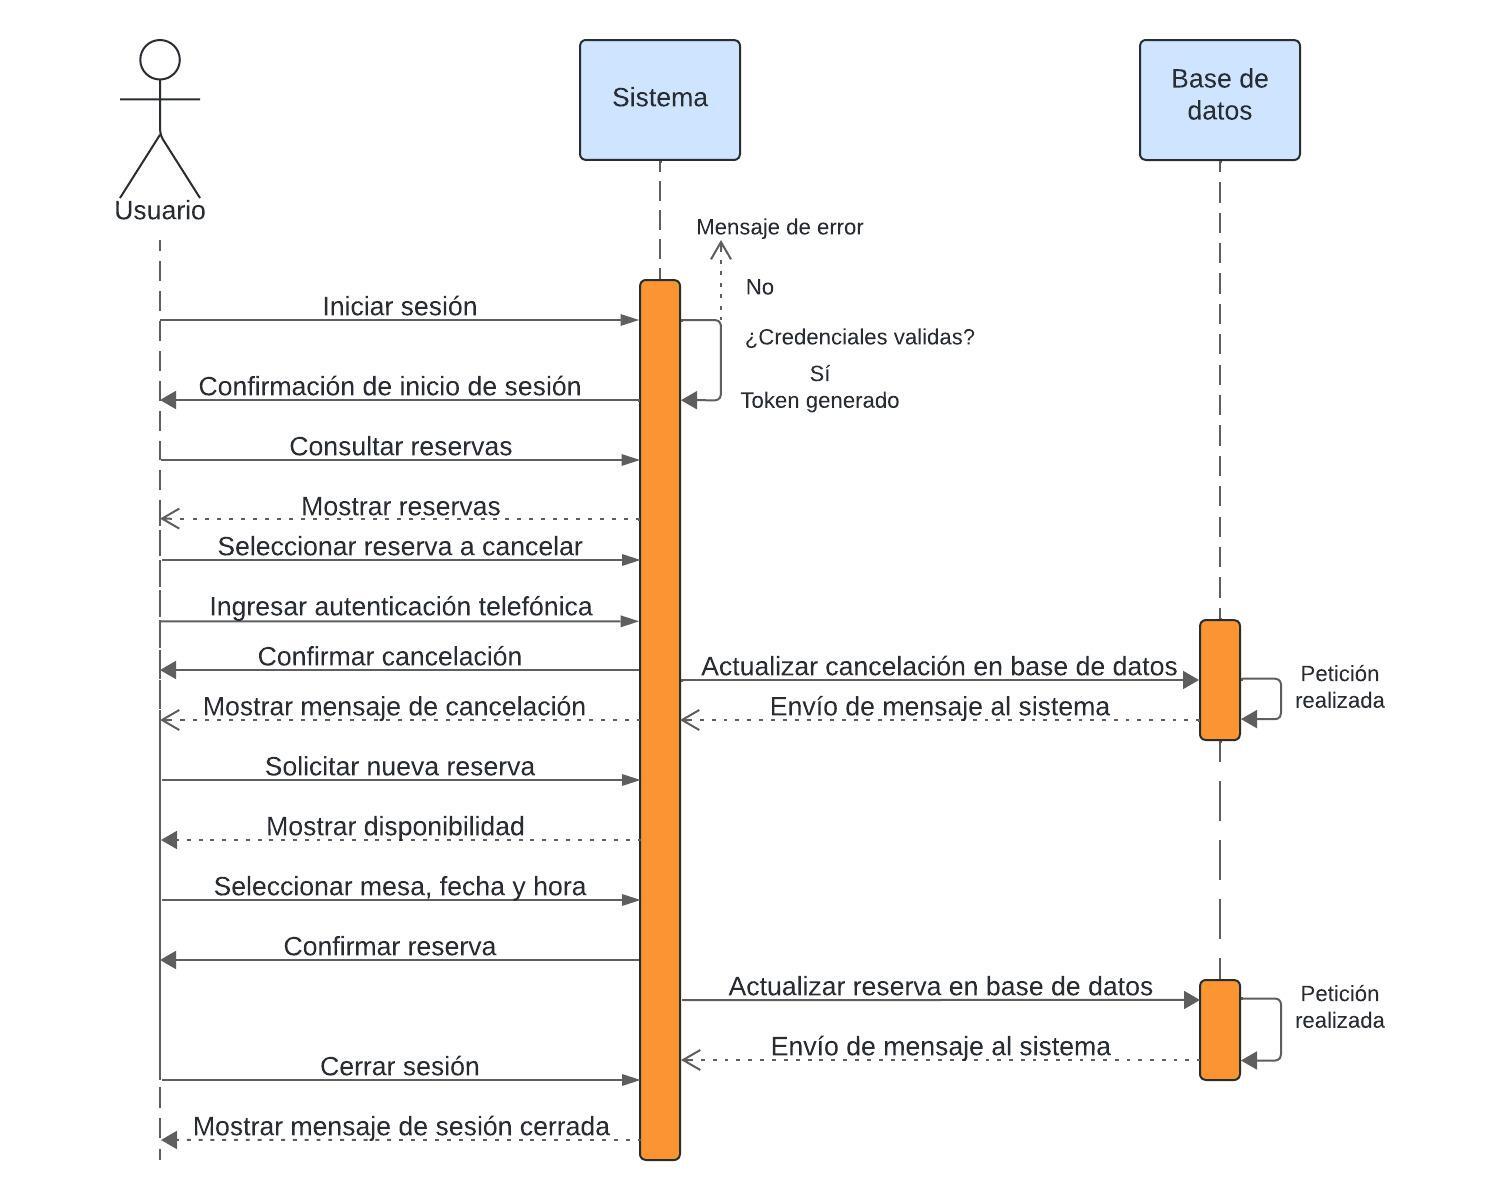 Sistema
Base de
datos
Usuario
Mensaje de error
No
Iniciar sesión
¿Credenciales validas?
Sí
Confirmación de inicio de sesión
Token generado
Consultar reservas
Mostrar reservas
Seleccionar reserva a cancelar
Ingresar autenticación telefónica
Confirmar cancelación
Actualizar cancelación en base de datos
Petición
realizada
Mostrar mensaje de cancelación
Envío de mensaje al sistema
Solicitar nueva reserva
Mostrar disponibilidad
Seleccionar mesa, fecha y hora
Confirmar reserva
Actualizar reserva en base de datos
Petición
realizada
Envío de mensaje al sistema
Cerrar sesión
Mostrar mensaje de sesión cerrada